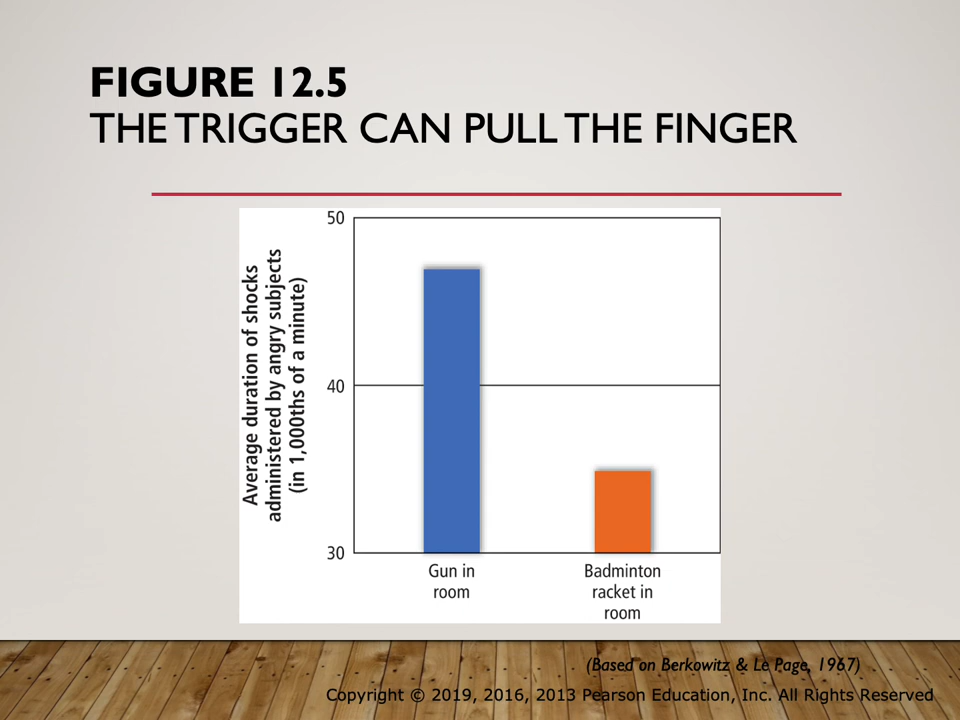 FIGURE 12.5
THE TRIGGER CAN PULL THE FINGER
Average duration of shocks
administered by angry subjects
(in 1,000ths of a minute)
50
40
30
Gun in
room
Badminton
racket in
room
(Based on Berkowitz & Le Page, 1967)
Copyright © 2019, 2016, 2013 Pearson Education, Inc. All Rights Reserved